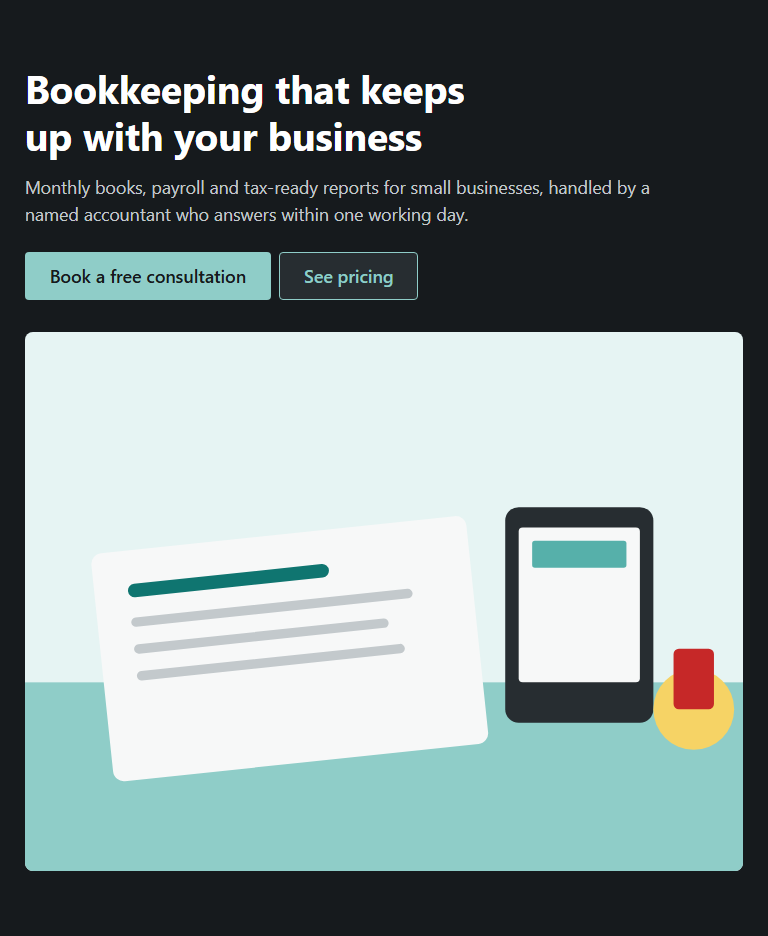 Bookkeeping that keeps
up with your business
Monthly books, payroll and tax-ready reports for small businesses, handled by a
named accountant who answers within one working day.
Book a free consultation
See pricing